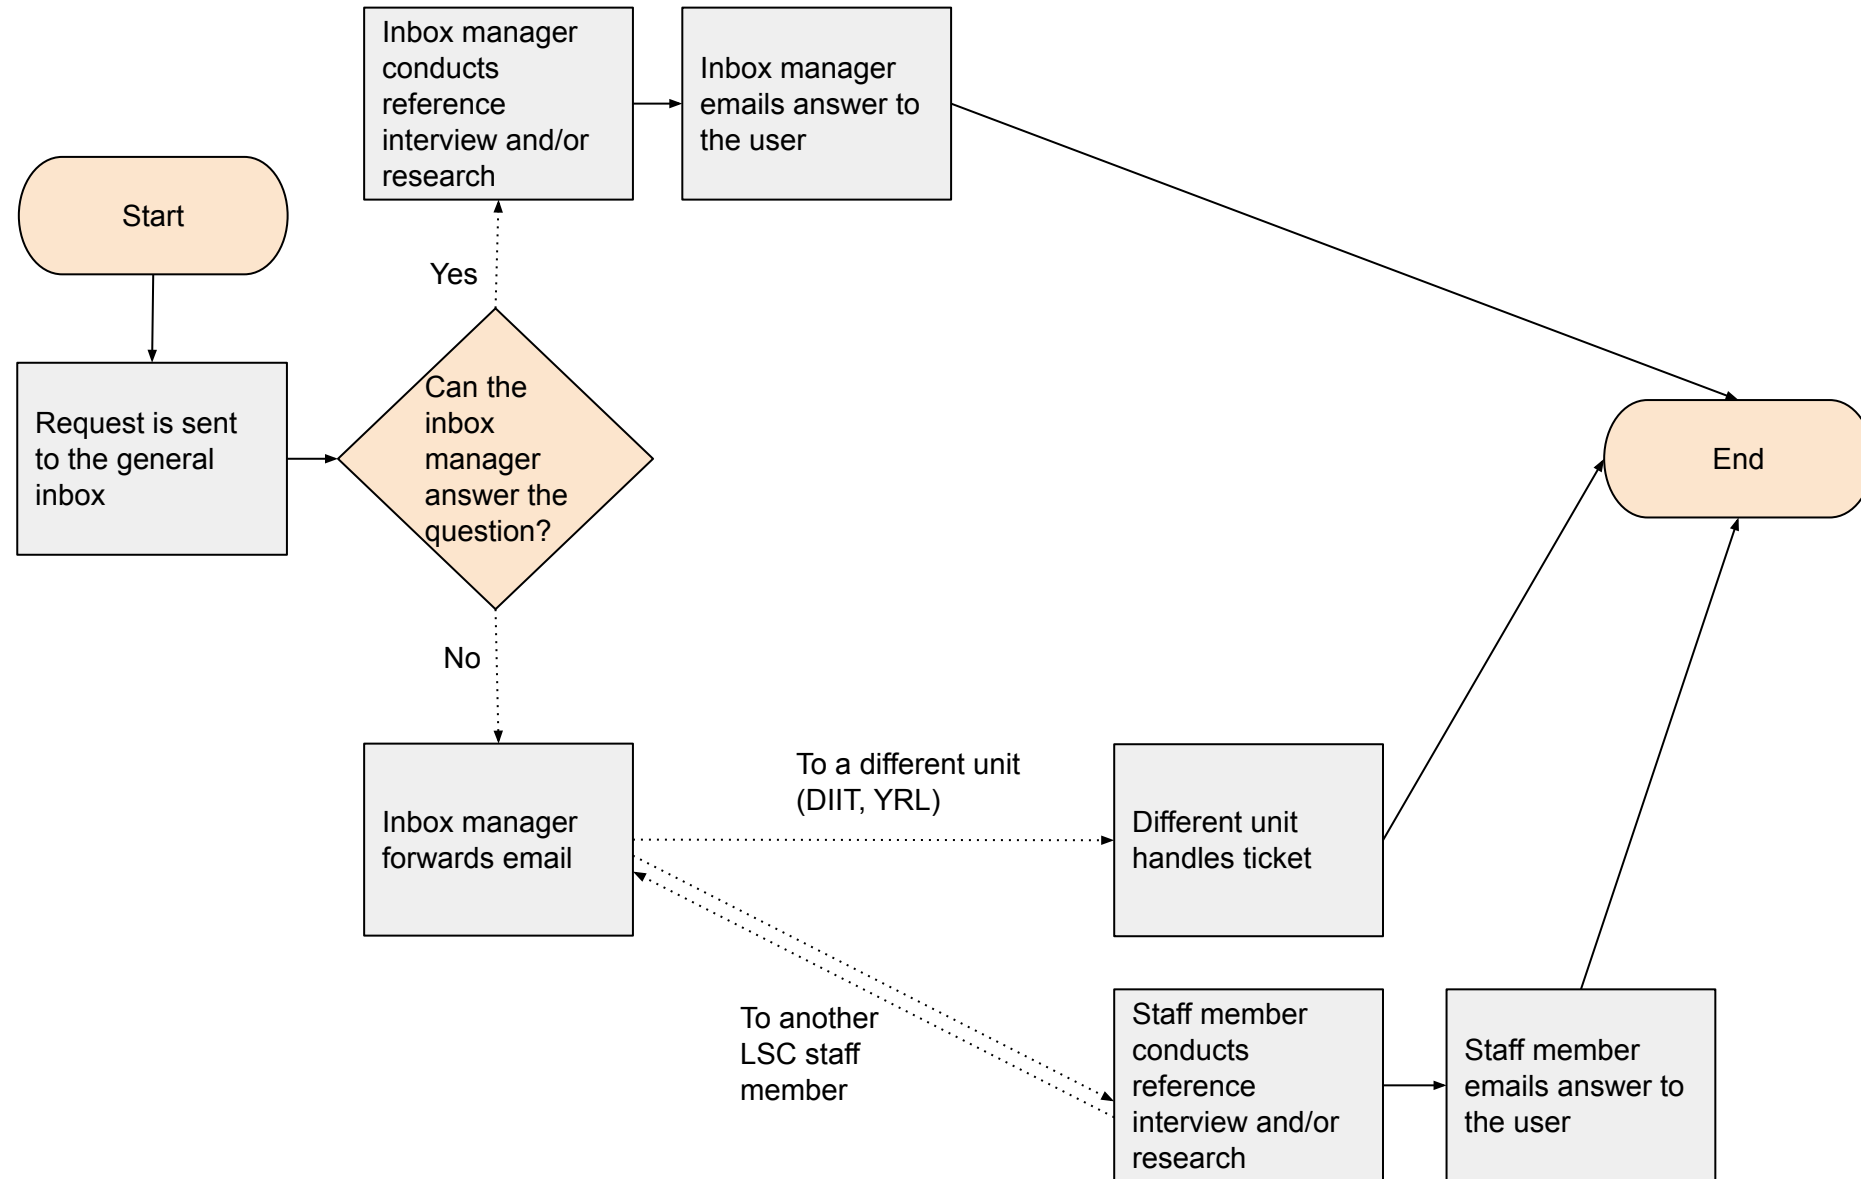 Start
Request is sent
to the general
inbox
Can the
inbox
manager
answer the
question?
Yes
Inbox manager
conducts
reference
interview and/or
research
Inbox manager
emails answer to
the user
No
Inbox manager
forwards email
To a different unit
(DIIT, YRL)
Different unit
handles ticket
To another
LSC staff
member
Staff member
conducts
reference
interview and/or
research
Staff member
emails answer to
the user
End